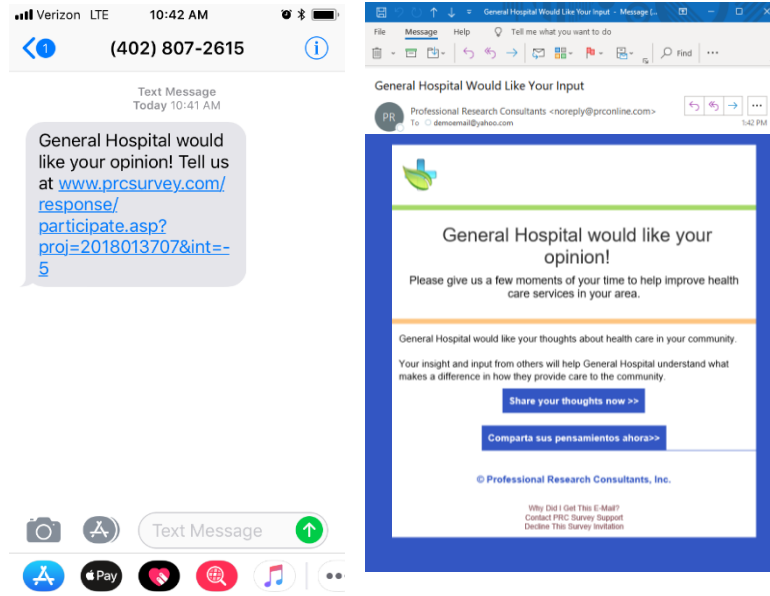 Verizon LTE 10:42 AM
1 (402) 807-2615 i
Text Message
Today 10:41 AM
General Hospital would
like your opinion! Tell us
at www.prcsurvey.com/
response/
participate.asp?
proj=2018013707&int=-
5
Text Message
Pay
General Hospital Would Like Your Input - Message (...
File Message Help Tell me what you want to do
Find
General Hospital Would Like Your Input
PR
Professional Research Consultants <noreply@prconline.com>
To demoemail@yahoo.com
1:42 PM
General Hospital would like your
opinion!
Please give us a few moments of your time to help improve health
care services in your area.
General Hospital would like your thoughts about health care in your community.
Your insight and input from others will help General Hospital understand what
makes a difference in how they provide care to the community.
Share your thoughts now >>
Comparta sus pensamientos ahora>>
© Professional Research Consultants, Inc.
Why Did I Get This E-Mail?
Contact PRC Survey Support
Decline This Survey Invitation